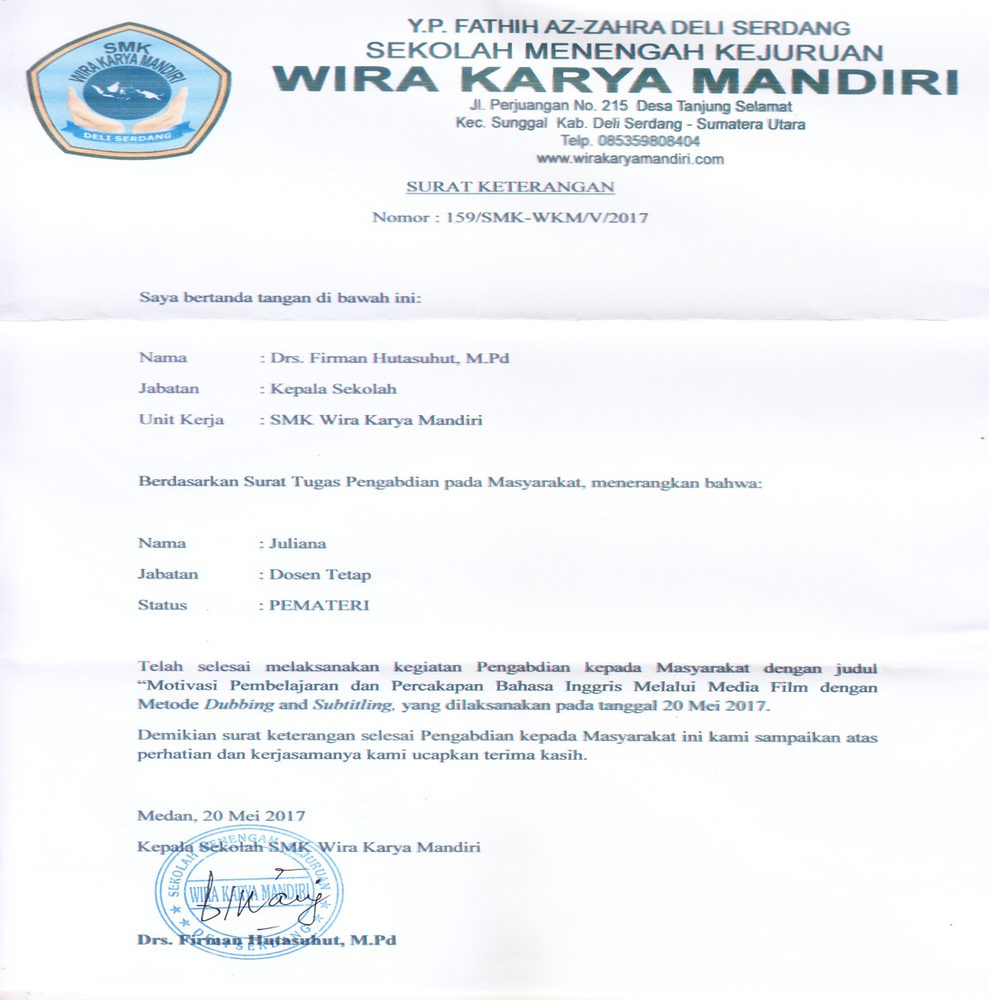 SMK
WIRA KARYA MANDIRI
DELI SERDANG
Y.P. FATHIH AZ-ZAHRA DELI SERDANG
SEKOLAH MENENGAH KEJURUAN
WIRA KARYA MANDIRI
Jl. Perjuangan No. 215 Desa Tanjung Selamat
Kec. Sunggal Kab. Deli Serdang - Sumatera Utara
Telp. 085359808404
www.wirakaryamandiri.com
SURAT KETERANGAN
Nomor : 159/SMK-WKM/V/2017
Saya bertanda tangan di bawah ini:
Nama : Drs. Firman Hutasuhut, M.Pd
Jabatan : Kepala Sekolah
Unit Kerja : SMK Wira Karya Mandiri
Berdasarkan Surat Tugas Pengabdian pada Masyarakat, menerangkan bahwa:
Nama : Juliana
Jabatan : Dosen Tetap
Status : PEMATERI
Telah selesai melaksanakan kegiatan Pengabdian kepada Masyarakat dengan judul
“Motivasi Pembelajaran dan Percakapan Bahasa Inggris Melalui Media Film dengan
Metode Dubbing and Subtitling, yang dilaksanakan pada tanggal 20 Mei 2017.
Demikian surat keterangan selesai Pengabdian kepada Masyarakat ini kami sampaikan atas
perhatian dan kerjasamanya kami ucapkan terima kasih.
Medan, 20 Mei 2017
Kepala Sekolah SMK Wira Karya Mandiri
SEKOLAH MENENGAH KEJURUAN
WIRA KARYA MANDIRI
DELI SERDANG
Drs. Firman Hutasuhut, M.Pd